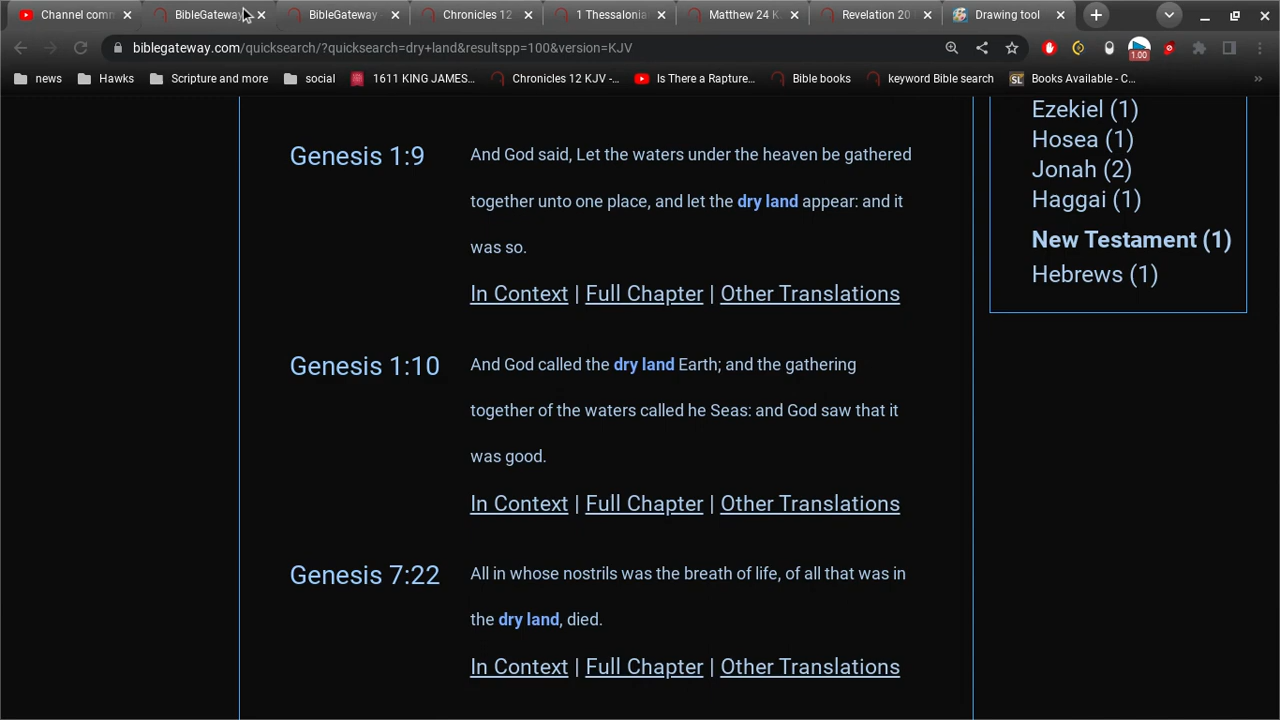 Channel comm
BibleGateway
BibleGateway
Chronicles 12
1 Thessalonia
Matthew 24 K
Revelation 20
Drawing tool
biblegateway.com/quicksearch/?quicksearch=dry+land&resultspp=100&version=KJV
1.00
news
Hawks
Scripture and more
social
1611 KING JAMES...
Chronicles 12 KJV -...
Is There a Rapture...
Bible books
keyword Bible search
SL Books Available - C...
Genesis 1:9
And God said, Let the waters under the heaven be gathered
together unto one place, and let the dry land appear: and it
was so.
In Context | Full Chapter | Other Translations
Genesis 1:10
And God called the dry land Earth; and the gathering
together of the waters called he Seas: and God saw that it
was good.
In Context | Full Chapter | Other Translations
Genesis 7:22
All in whose nostrils was the breath of life, of all that was in
the dry land, died.
In Context | Full Chapter | Other Translations
Ezekiel (1)
Hosea (1)
Jonah (2)
Haggai (1)
New Testament (1)
Hebrews (1)